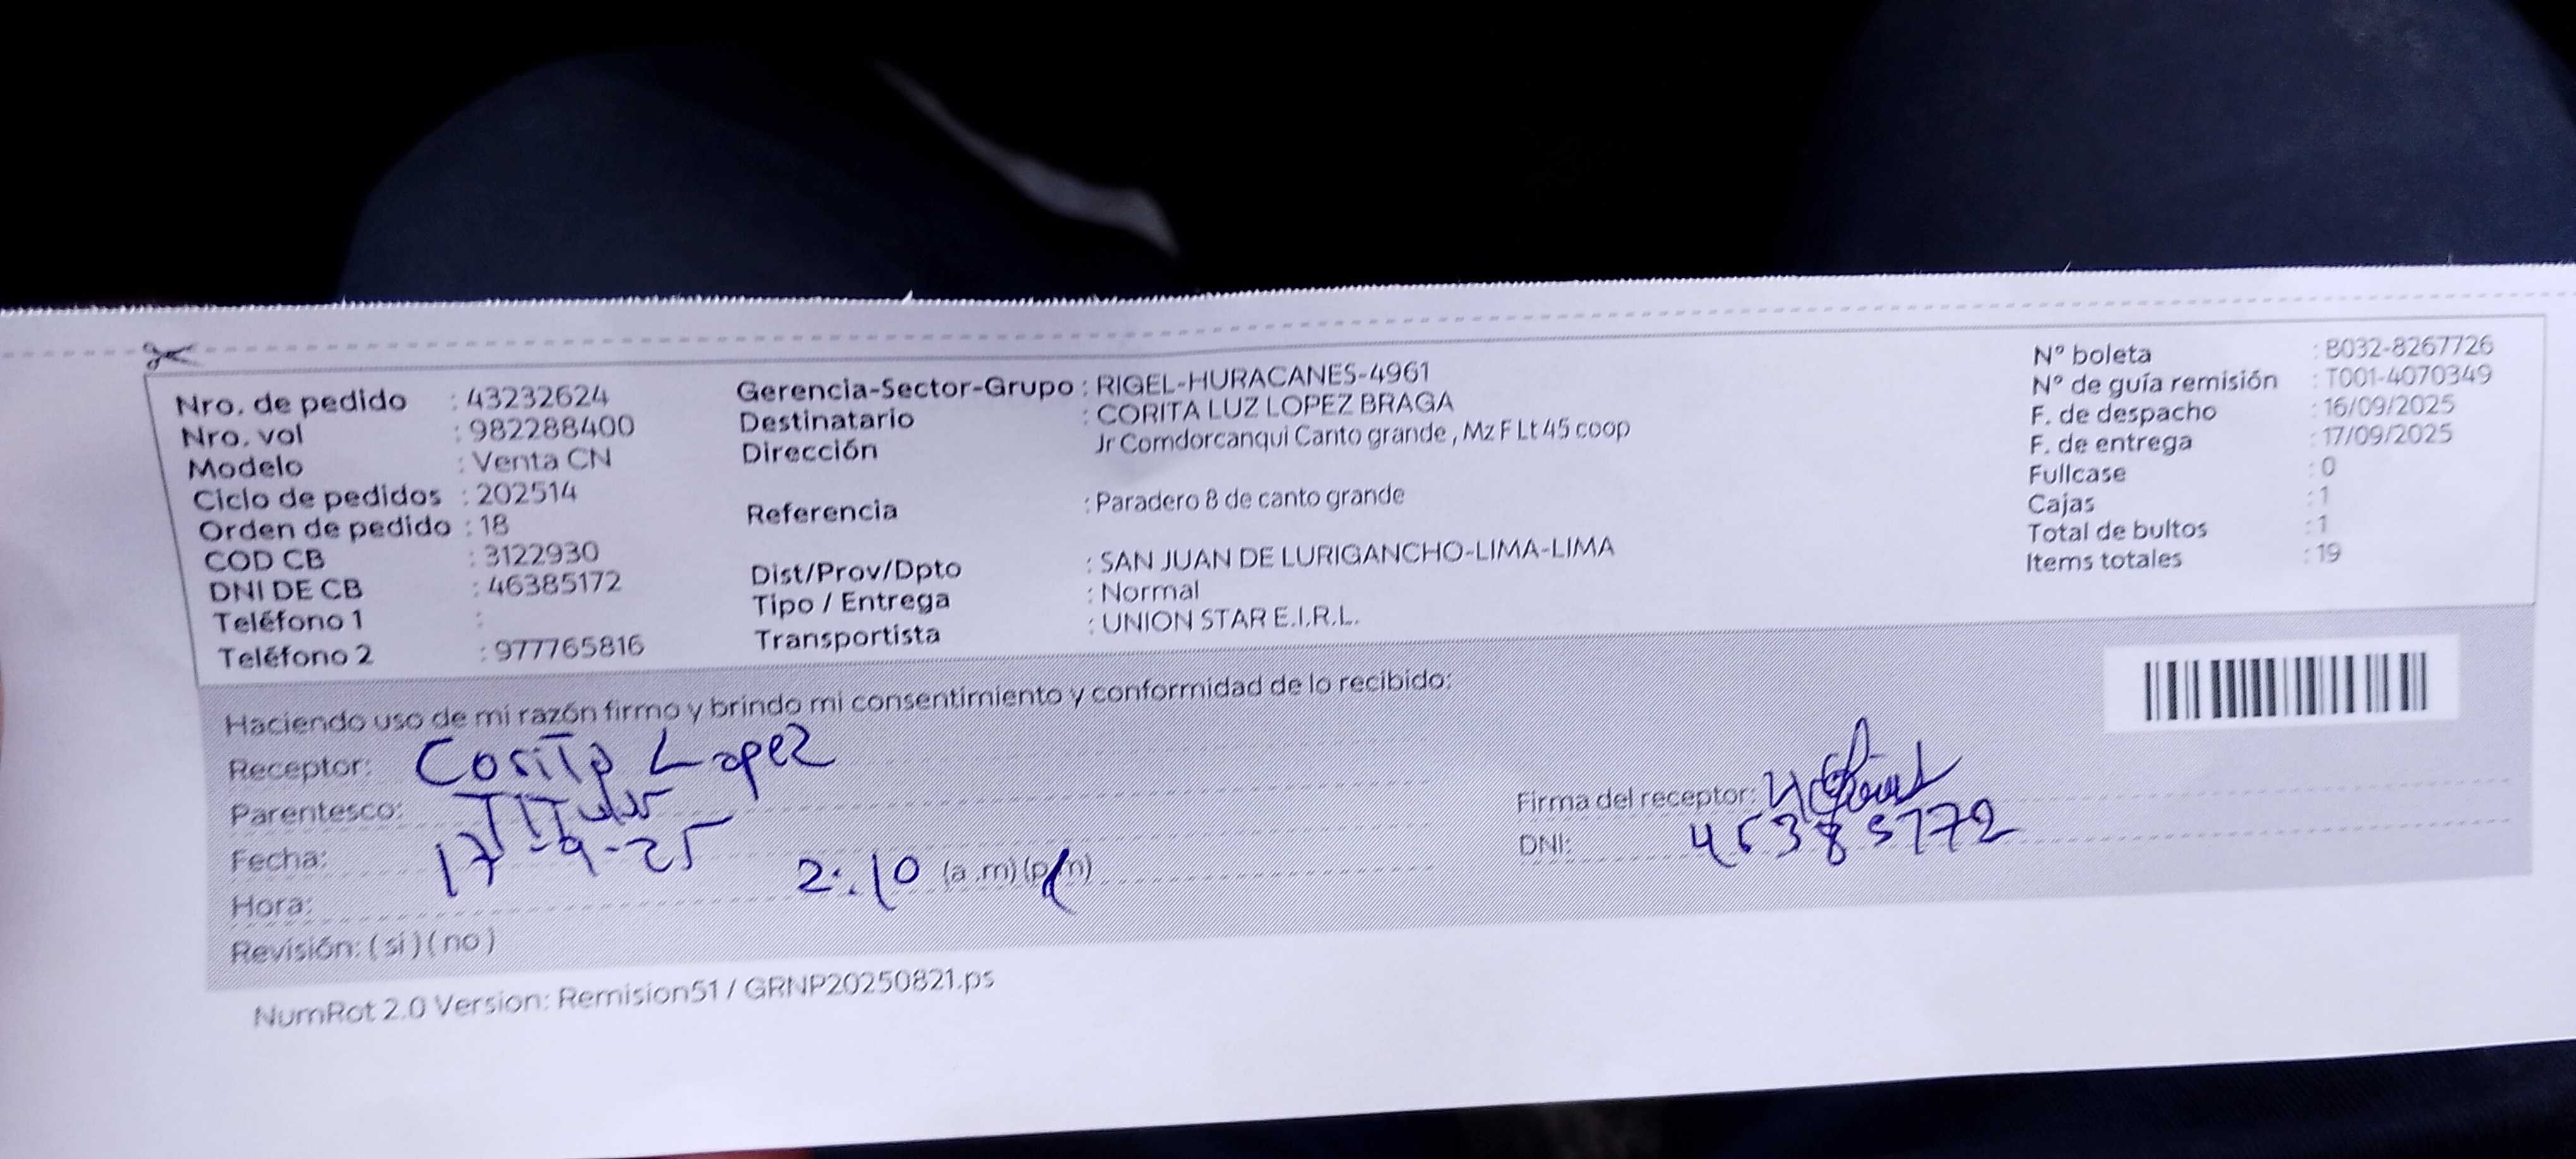 Nro. de pedido : 43232624
Nro. vol : 982288400
Modelo : Venta CN
Ciclo de pedidos : 202514
Orden de pedido : 18
COD CB : 3122930
DNI DE CB : 46385172
Teléfono 1 :
Teléfono 2 : 977765816
Gerencia-Sector-Grupo : RIGEL-HURACANES-4961
Destinatario : CORITA LUZ LOPEZ BRAGA
Dirección Jr Comdorcanqui Canto grande , Mz F Lt 45 coop
Referencia : Paradero 8 de canto grande
Dist/Prov/Dpto : SAN JUAN DE LURIGANCHO-LIMA-LIMA
Tipo / Entrega : Normal
Transportista : UNION STAR E.I.R.L.
N° boleta : B032-8267726
N° de guía remisión : T001-4070349
F. de despacho : 16/09/2025
F. de entrega : 17/09/2025
Fullcase : 0
Cajas : 1
Total de bultos : 1
Items totales : 19
Haciendo uso de mi razón firmo y brindo mi consentimiento y conformidad de lo recibido:
Receptor: Corita Lopez
Parentesco: Titular
Fecha: 17-9-25
Hora: 2:10 (a.m) (p.m)
Revisión: (si) (no)
Firma del receptor:
DNI: 46385172
NumRot 2.0 Version: Remision51 / GRNP20250821.ps